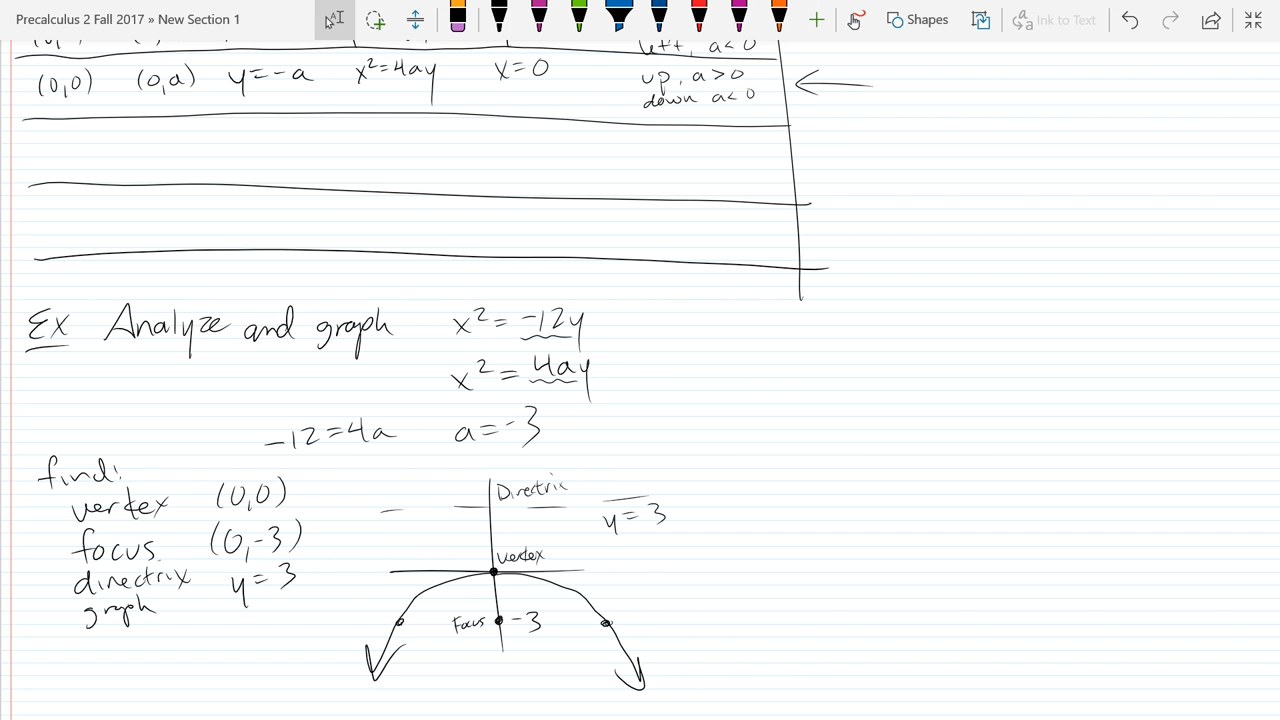 Precalculus 2 Fall 2017 » New Section 1
Shapes
Ink to Text
left, a<0
(0,0) (0,a) y=-a x²=4ay x=0 up, a>0
down a<0
Ex Analyze and graph x²= -12y
x² = 4ay
-12=4a a=-3
find:
vertex (0,0)
focus (0,-3)
directrix y=3
graph
Directrix
y=3
Vertex
Focus -3